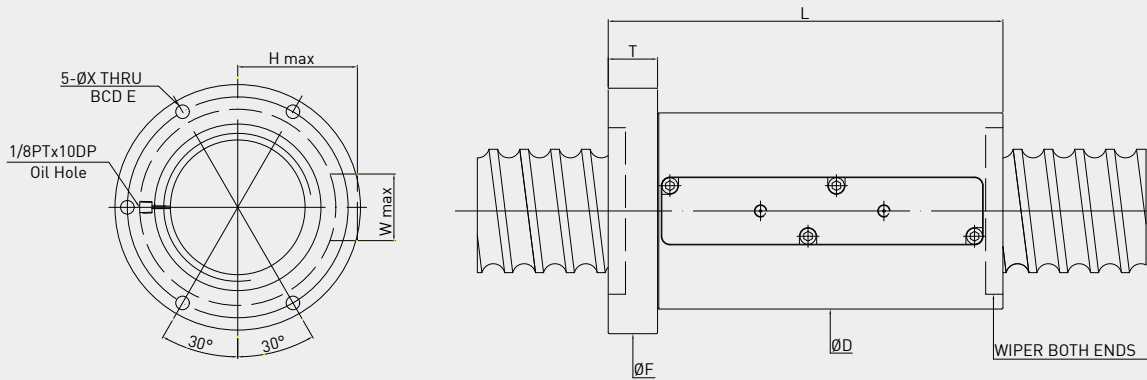 H max
5-ØX THRU
BCD E
1/8PTx10DP
Oil Hole
W max
30°
30°
L
T
ØD
ØF
WIPER BOTH ENDS